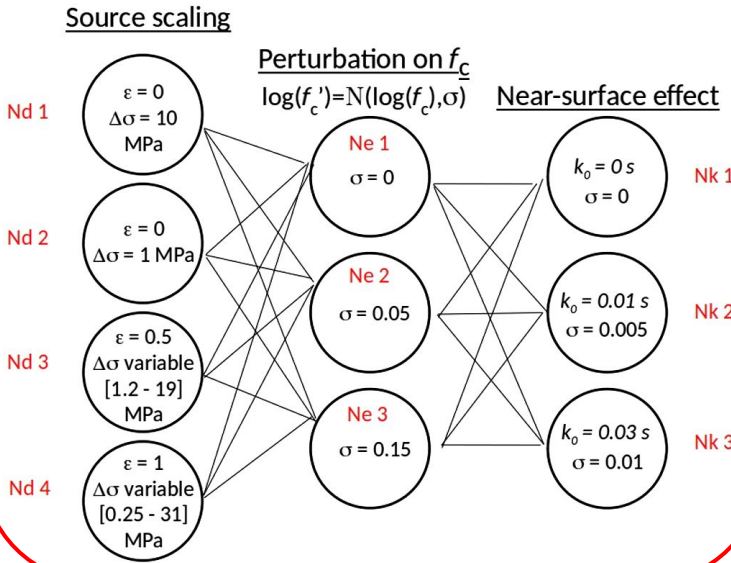 Source scaling
Nd 1
ε = 0
Δσ = 10
MPa
Nd 2
ε = 0
Δσ = 1 MPa
Nd 3
ε = 0.5
Δσ variable
[1.2 - 19]
MPa
Nd 4
ε = 1
Δσ variable
[0.25 - 31]
MPa
Perturbation on fc
log(fc')=N(log(fc),σ)
Ne 1
σ = 0
Ne 2
σ = 0.05
Ne 3
σ = 0.15
Near-surface effect
k₀ = 0 s
σ = 0
Nk 1
k₀ = 0.01 s
σ = 0.005
Nk 2
k₀ = 0.03 s
σ = 0.01
Nk 3